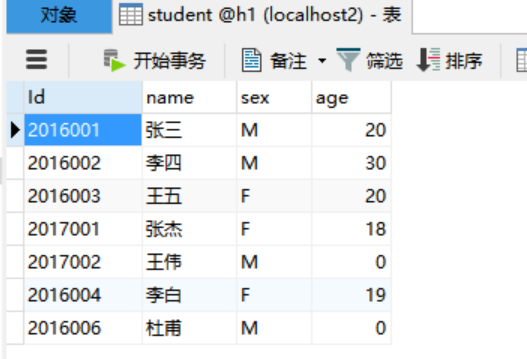 对象 student @h1 (localhost2) - 表
开始事务 备注 筛选 排序
Id name sex age
2016001 张三 M 20
2016002 李四 M 30
2016003 王五 F 20
2017001 张杰 F 18
2017002 王伟 M 0
2016004 李白 F 19
2016006 杜甫 M 0